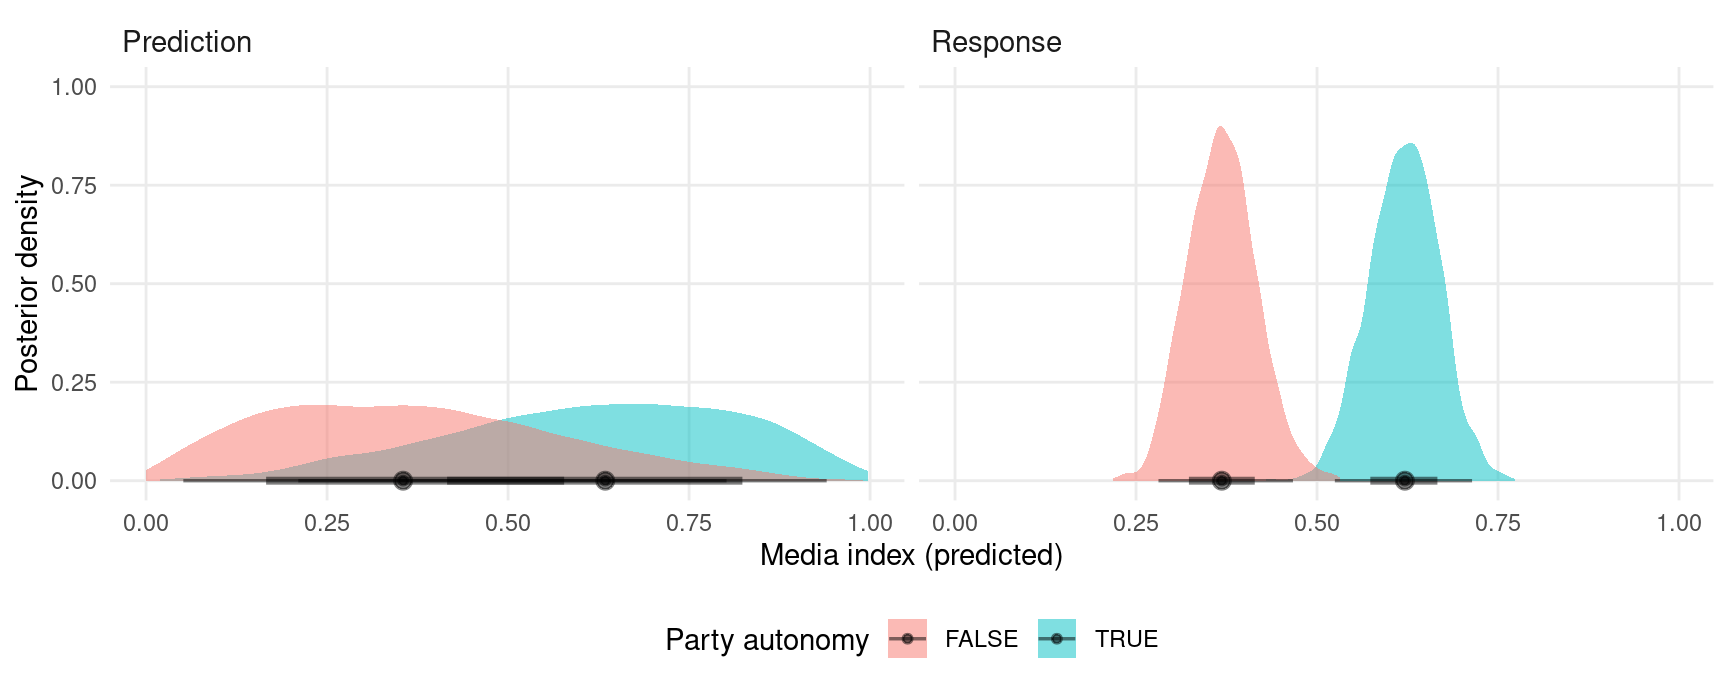 Prediction
Response
Posterior density
1.00
0.75
0.50
0.25
0.00
0.00 0.25 0.50 0.75 1.00
0.00 0.25 0.50 0.75 1.00
Media index (predicted)
Party autonomy FALSE TRUE